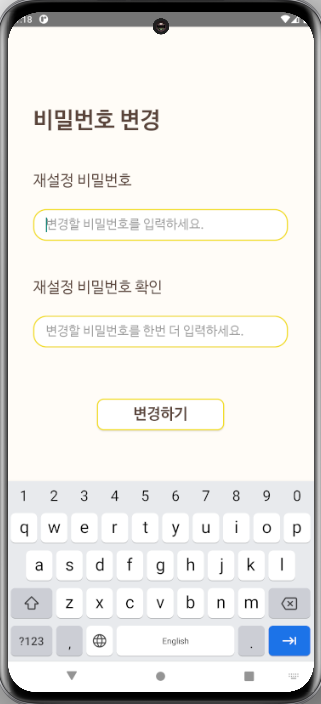 :18
비밀번호 변경
재설정 비밀번호
변경할 비밀번호를 입력하세요.
재설정 비밀번호 확인
변경할 비밀번호를 한번 더 입력하세요.
변경하기
1 2 3 4 5 6 7 8 9 0
q w e r t y u i o p
a s d f g h j k l
z x c v b n m
?123 , English .